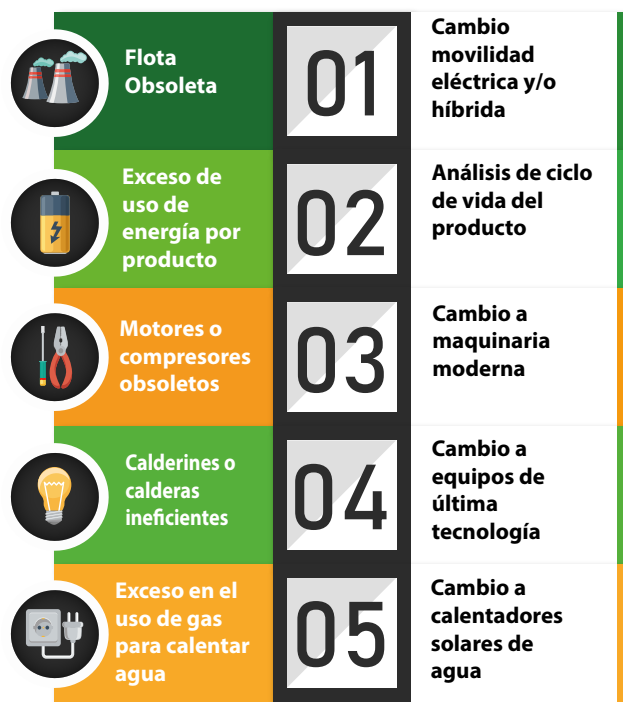 Flota
Obsoleta
01
Cambio
movilidad
eléctrica y/o
híbrida
Exceso de
uso de
energía por
producto
02
Análisis de ciclo
de vida del
producto
Motores o
compresores
obsoletos
03
Cambio a
maquinaria
moderna
Calderines o
calderas
ineficientes
04
Cambio a
equipos de
última
tecnología
Exceso en el
uso de gas
para calentar
agua
05
Cambio a
calentadores
solares de
agua